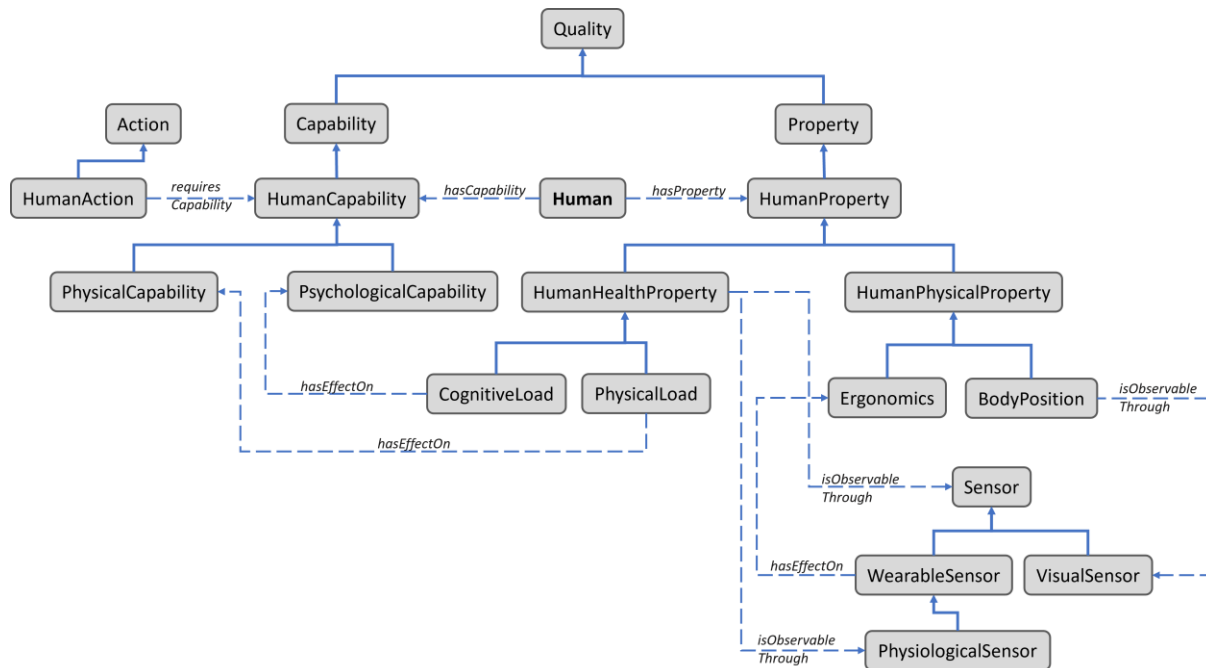 Quality
Action
Capability
Property
HumanAction
requires
Capability
HumanCapability
hasCapability
Human
hasProperty
HumanProperty
PhysicalCapability
PsychologicalCapability
HumanHealthProperty
HumanPhysicalProperty
hasEffectOn
CognitiveLoad
PhysicalLoad
Ergonomics
BodyPosition
isObservable
Through
hasEffectOn
isObservable
Through
Sensor
hasEffectOn
WearableSensor
VisualSensor
isObservable
Through
PhysiologicalSensor